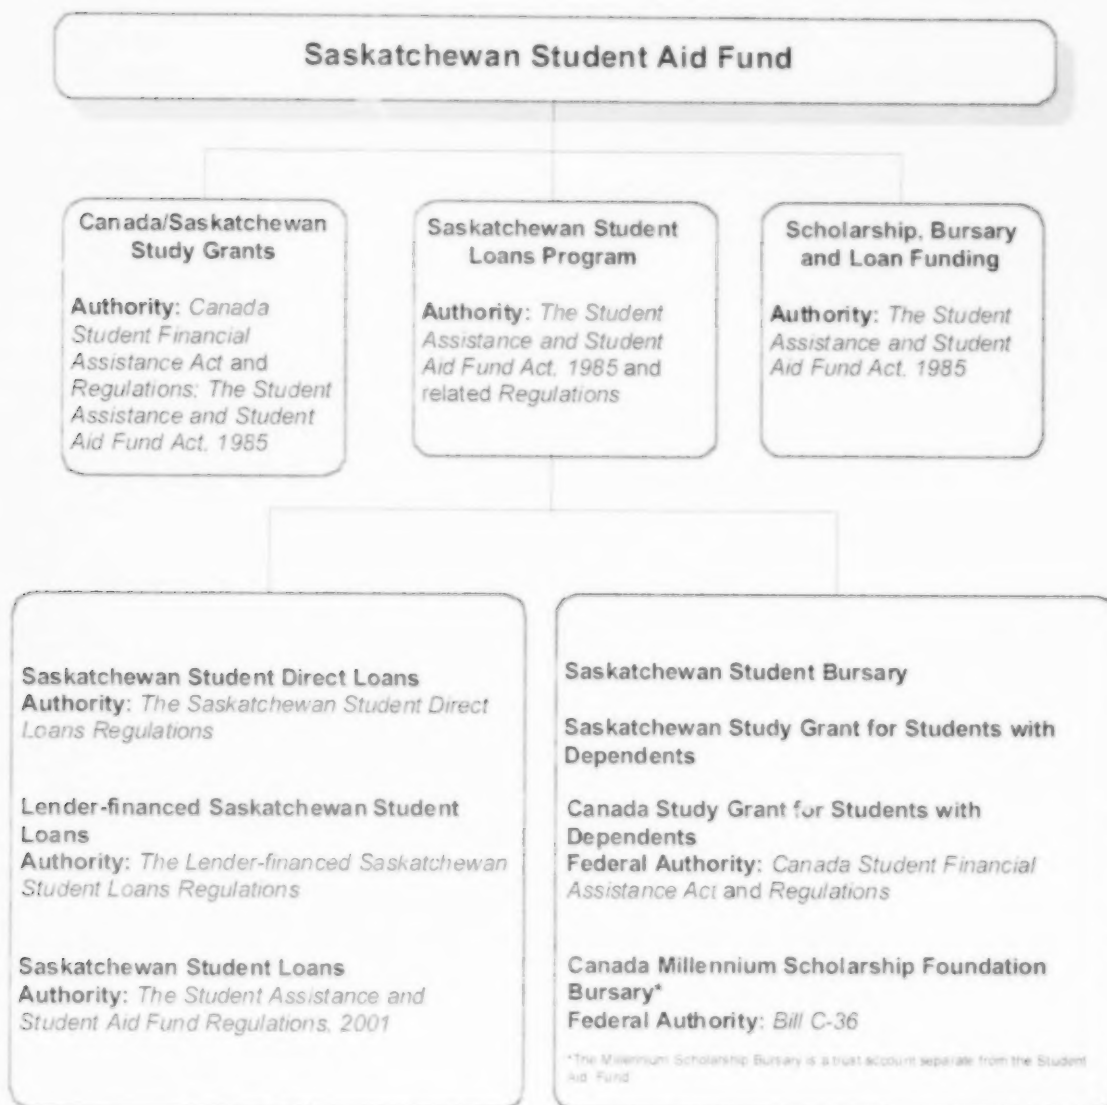 Saskatchewan Student Aid Fund
Canada/Saskatchewan
Study Grants
Authority: Canada
Student Financial
Assistance Act and
Regulations; The Student
Assistance and Student
Aid Fund Act, 1985
Saskatchewan Student
Loans Program
Authority: The Student
Assistance and Student
Aid Fund Act, 1985 and
related Regulations
Scholarship, Bursary
and Loan Funding
Authority: The Student
Assistance and Student
Aid Fund Act, 1985
Saskatchewan Student Direct Loans
Authority: The Saskatchewan Student Direct
Loans Regulations
Lender-financed Saskatchewan Student
Loans
Authority: The Lender-financed Saskatchewan
Student Loans Regulations
Saskatchewan Student Loans
Authority: The Student Assistance and
Student Aid Fund Regulations, 2001
Saskatchewan Student Bursary
Saskatchewan Study Grant for Students with
Dependents
Canada Study Grant for Students with
Dependents
Federal Authority: Canada Student Financial
Assistance Act and Regulations
Canada Millennium Scholarship Foundation
Bursary*
Federal Authority: Bill C-36
*The Millennium Scholarship Bursary is a trust account separate from the Student
Aid Fund